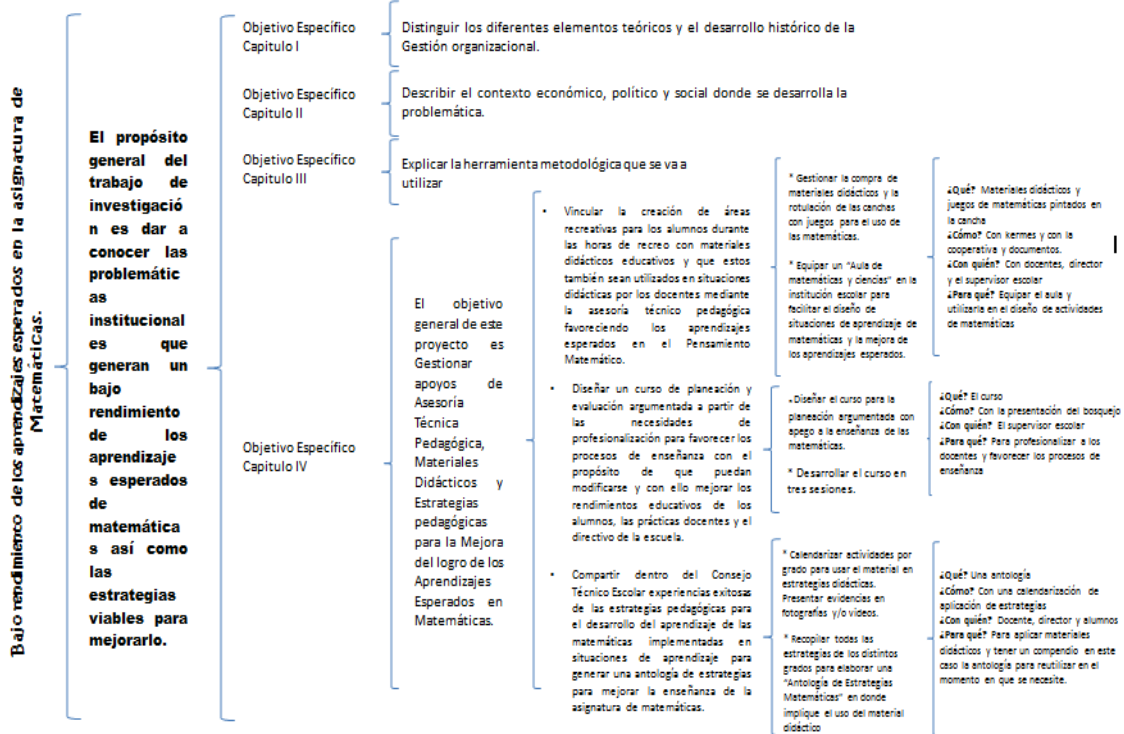 Bajo rendimiento de los aprendizajes esperados en la asignatura de
Matemáticas.
El propósito
general del
trabajo de
investigació
n es dar a
conocer las
problemátic
as
institucional
es que
generan un
bajo
rendimiento
de los
aprendizaje
s esperados
de
matemática
s así como
las
estrategias
viables para
mejorarlo.
Objetivo Específico
Capitulo I
Distinguir los diferentes elementos teóricos y el desarrollo histórico de la
Gestión organizacional.
Objetivo Específico
Capitulo II
Describir el contexto económico, político y social donde se desarrolla la
problemática.
Objetivo Específico
Capitulo III
Explicar la herramienta metodológica que se va a
utilizar
Objetivo Específico
Capitulo IV
El objetivo
general de este
proyecto es
Gestionar
apoyos de
Asesoría
Técnica
Pedagógica,
Materiales
Didácticos y
Estrategias
pedagógicas
para la Mejora
del logro de los
Aprendizajes
Esperados en
Matemáticas.
• Vincular la creación de áreas
recreativas para los alumnos durante
las horas de recreo con materiales
didácticos educativos y que estos
también sean utilizados en situaciones
didácticas por los docentes mediante
la asesoría técnico pedagógica
favoreciendo los aprendizajes
esperados en el Pensamiento
Matemático.
* Gestionar la compra de
materiales didácticos y la
rotulación de las canchas
con juegos para el uso de
las matemáticas.
* Equipar un "Aula de
matemáticas y ciencias" en la
institución escolar para
facilitar el diseño de
situaciones de aprendizaje de
matemáticas y la mejora de
los aprendizajes esperados.
¿Qué? Materiales didácticos y
juegos de matemáticas pintados en
la cancha
¿Cómo? Con kermes y con la
cooperativa y documentos.
¿Con quién? Con docentes, director
y el supervisor escolar
¿Para qué? Equipar el aula y
utilizarla en el diseño de actividades
de matemáticas
• Diseñar un curso de planeación y
evaluación argumentada a partir de
las necesidades de
profesionalización para favorecer los
procesos de enseñanza con el
propósito de que puedan
modificarse y con ello mejorar los
rendimientos educativos de los
alumnos, las prácticas docentes y el
directivo de la escuela.
*Diseñar el curso para la
planeación argumentada con
apego a la enseñanza de las
matemáticas.
* Desarrollar el curso en
tres sesiones.
¿Qué? El curso
¿Cómo? Con la presentación del bosquejo
¿Con quién? El supervisor escolar
¿Para qué? Para profesionalizar a los
docentes y favorecer los procesos de
enseñanza
• Compartir dentro del Consejo
Técnico Escolar experiencias exitosas
de las estrategias pedagógicas para
el desarrollo del aprendizaje de las
matemáticas implementadas en
situaciones de aprendizaje para
generar una antología de estrategias
para mejorar la enseñanza de la
asignatura de matemáticas.
* Calendarizar actividades por
grado para usar el material en
estrategias didácticas.
Presentar evidencias en
fotografías y/o videos.
* Recopilar todas las
estrategias de los distintos
grados para elaborar una
"Antología de Estrategias
Matemáticas" en donde
implique el uso del material
didáctico
¿Qué? Una antología
¿Cómo? Con una calendarización de
aplicación de estrategias
¿Con quién? Docente, director y alumnos
¿Para qué? Para aplicar materiales
didácticos y tener un compendio en este
caso la antología para reutilizar en el
momento en que se necesite.